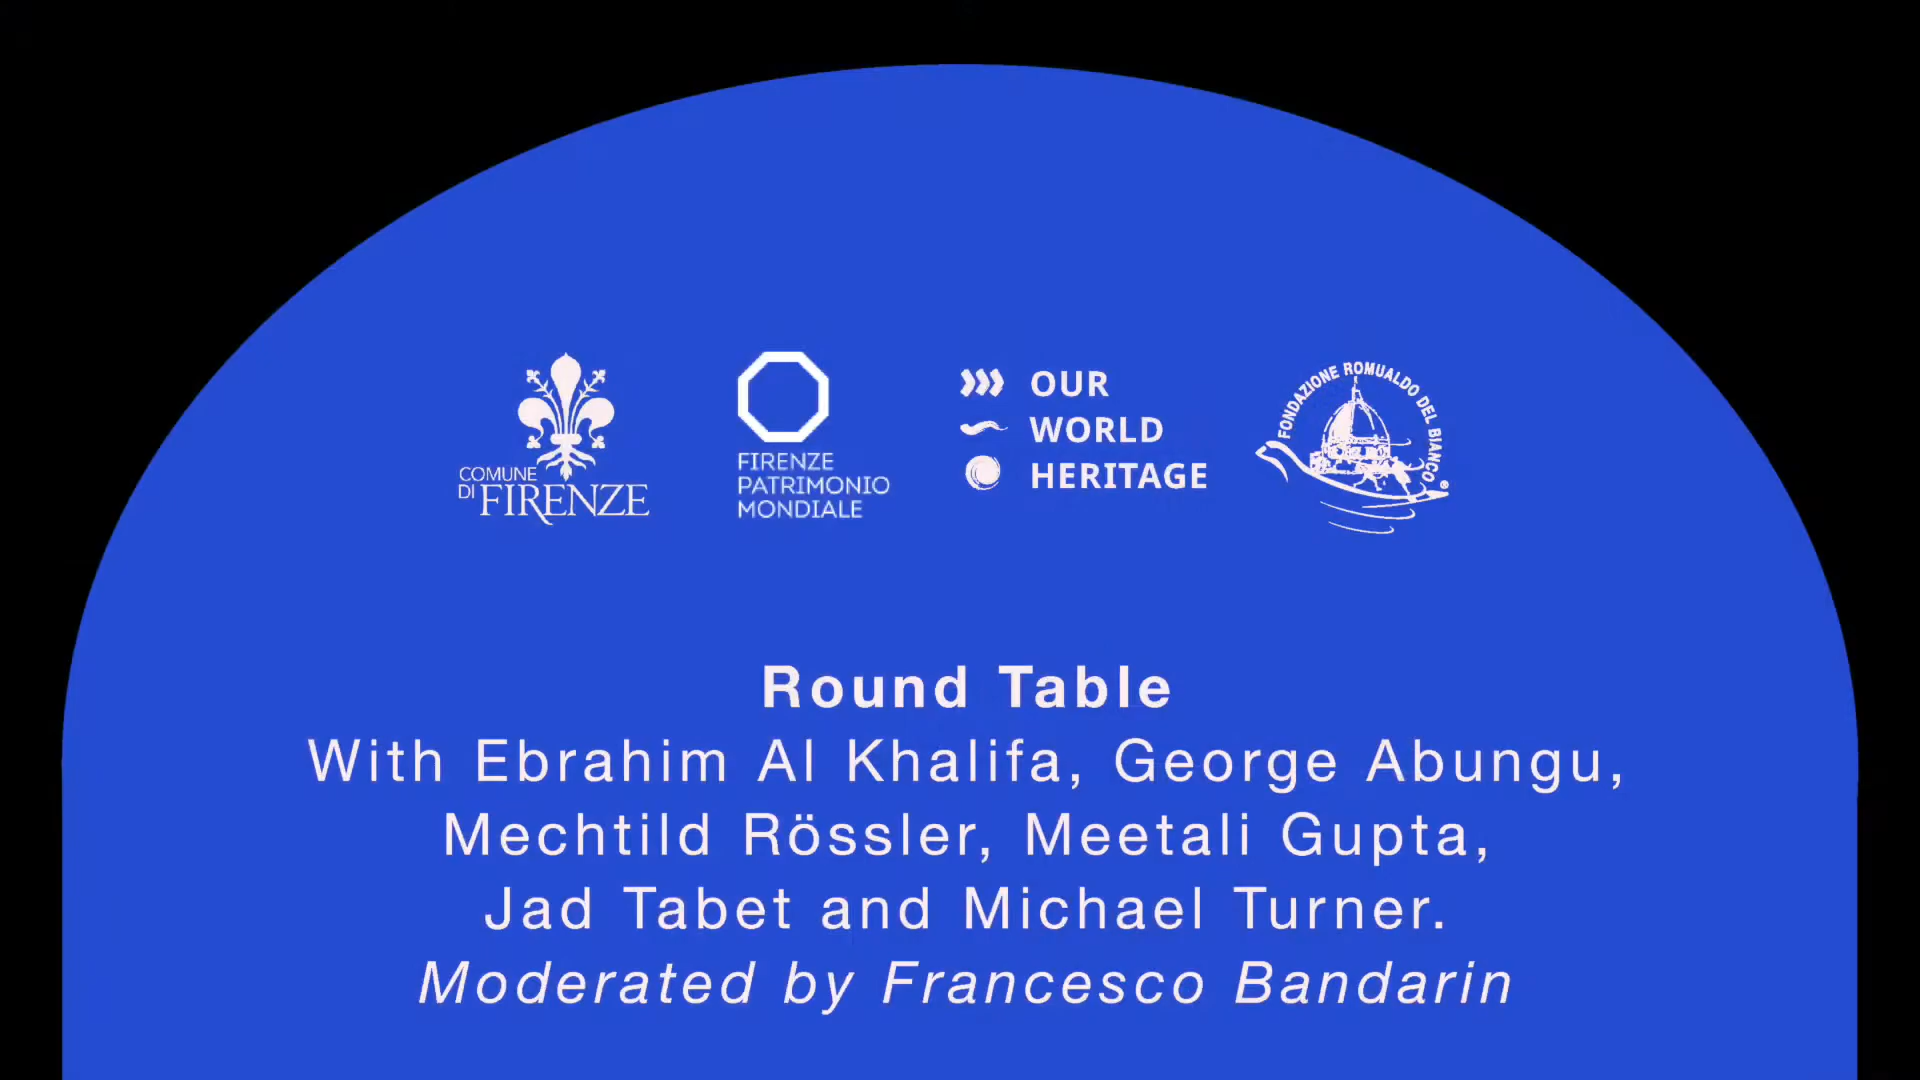 COMUNE
DI FIRENZE
FIRENZE
PATRIMONIO
MONDIALE
OUR
WORLD
HERITAGE
FONDAZIONE ROMUALDO DEL BIANCO®
Round Table
With Ebrahim Al Khalifa, George Abungu,
Mechtild Rössler, Meetali Gupta,
Jad Tabet and Michael Turner.
Moderated by Francesco Bandarin